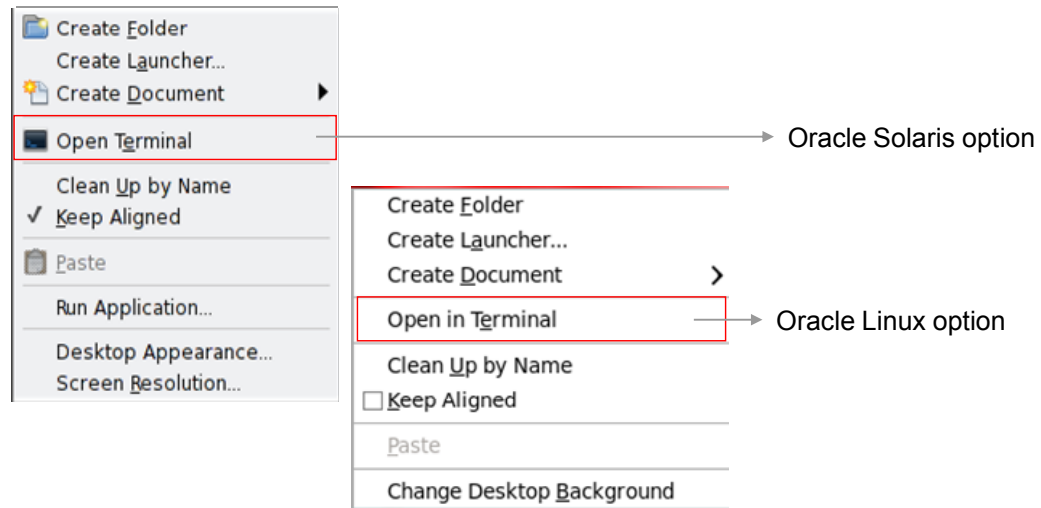 Create Folder
Create Launcher...
Create Document
Open Terminal
Oracle Solaris option
Clean Up by Name
Keep Aligned
Paste
Run Application...
Desktop Appearance...
Screen Resolution...
Create Folder
Create Launcher...
Create Document
Open in Terminal
Oracle Linux option
Clean Up by Name
Keep Aligned
Paste
Change Desktop Background